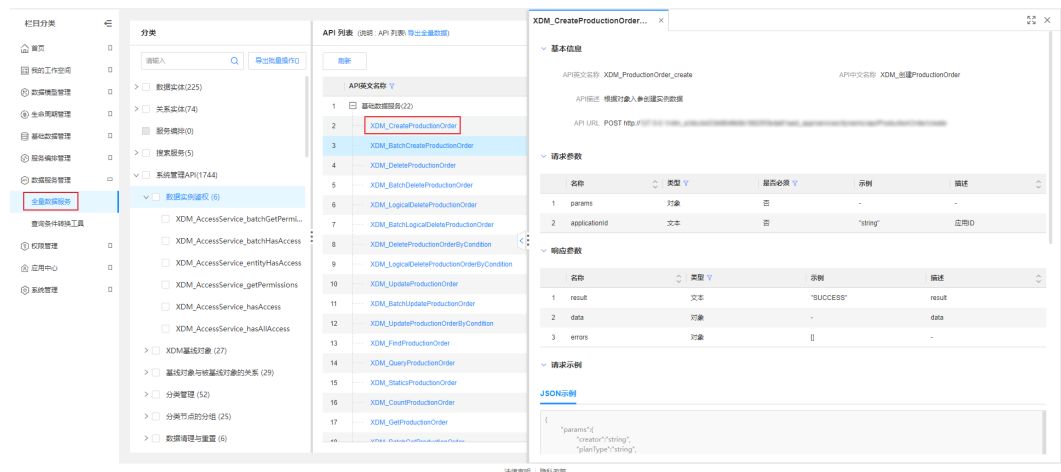 栏目分类
首页
我的工作空间
数据模型管理
生命周期管理
基础数据管理
服务编排管理
数据服务管理
全量数据服务
查询条件转换工具
权限管理
应用中心
系统管理
分类
请输入
导出批量操作
数据实体(225)
关系实体(74)
服务编排(0)
搜索服务(5)
系统管理API(1744)
数据实例鉴权 (6)
XDM_AccessService_batchGetPermi...
XDM_AccessService_batchHasAccess
XDM_AccessService_entityHasAccess
XDM_AccessService_getPermissions
XDM_AccessService_hasAccess
XDM_AccessService_hasAllAccess
XDM基线对象 (27)
基线对象与被基线对象的关系 (29)
分类管理 (52)
分类节点的分组 (25)
数据清理与重置 (6)
API 列表 (说明 : API 列表| 导出全量数据)
刷新
API英文名称
1 基础数据服务(22)
2 XDM_CreateProductionOrder
3 XDM_BatchCreateProductionOrder
4 XDM_DeleteProductionOrder
5 XDM_BatchDeleteProductionOrder
6 XDM_LogicalDeleteProductionOrder
7 XDM_BatchLogicalDeleteProductionOrder
8 XDM_DeleteProductionOrderByCondition
9 XDM_LogicalDeleteProductionOrderByCondition
10 XDM_UpdateProductionOrder
11 XDM_BatchUpdateProductionOrder
12 XDM_UpdateProductionOrderByCondition
13 XDM_FindProductionOrder
14 XDM_QueryProductionOrder
15 XDM_StaticsProductionOrder
16 XDM_CountProductionOrder
17 XDM_GetProductionOrder
XDM_CreateProductionOrder... ×
基本信息
API英文名称 XDM_ProductionOrder_create
API中文名称 XDM_创建ProductionOrder
API描述 根据对象入参创建实例数据
API URL POST http://
请求参数
名称 类型 是否必须 示例 描述
1 params 对象 否 - -
2 applicationId 文本 否 "string" 应用ID
响应参数
名称 类型 示例 描述
1 result 文本 "SUCCESS" result
2 data 对象 - data
3 errors 对象 [] -
请求示例
JSON示例
{
"params":{
"creator":"string",
"planType":"string",
法律声明 | 隐私政策